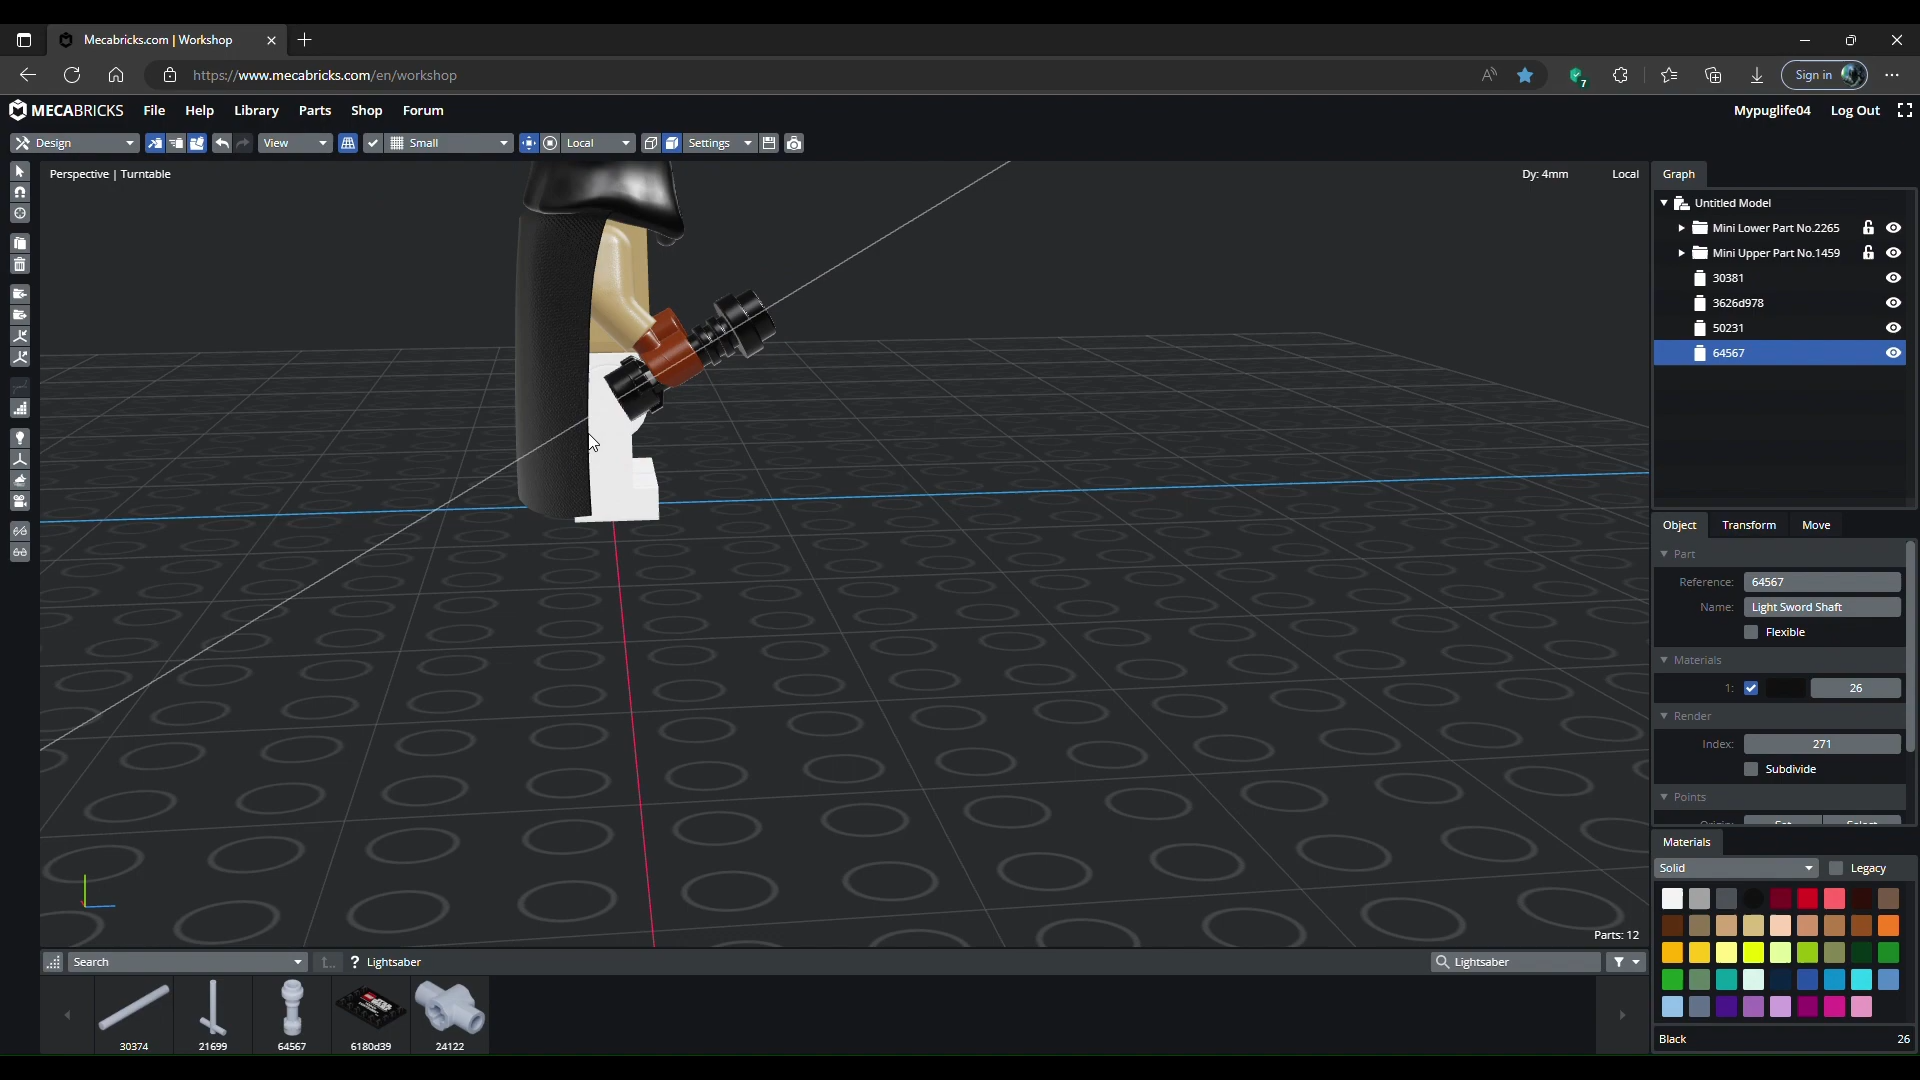 Mecabricks.com | Workshop
https://www.mecabricks.com/en/workshop
7
Sign in
MECABRICKS File Help Library Parts Shop Forum
Mypuglife04 Log Out
Design View Small Local Settings
Perspective | Turntable
Dy: 4mm Local
Graph
Untitled Model
Mini Lower Part No.2265
Mini Upper Part No.1459
30381
3626d978
50231
64567
Object Transform Move
Part
Reference: 64567
Name: Light Sword Shaft
Flexible
Materials
1: 26
Render
Index: 271
Subdivide
Points
Origin: Set Select
Materials
Solid Legacy
Black 26
Parts: 12
Search ? Lightsaber
Lightsaber
30374 21699 64567 6180d39 24122